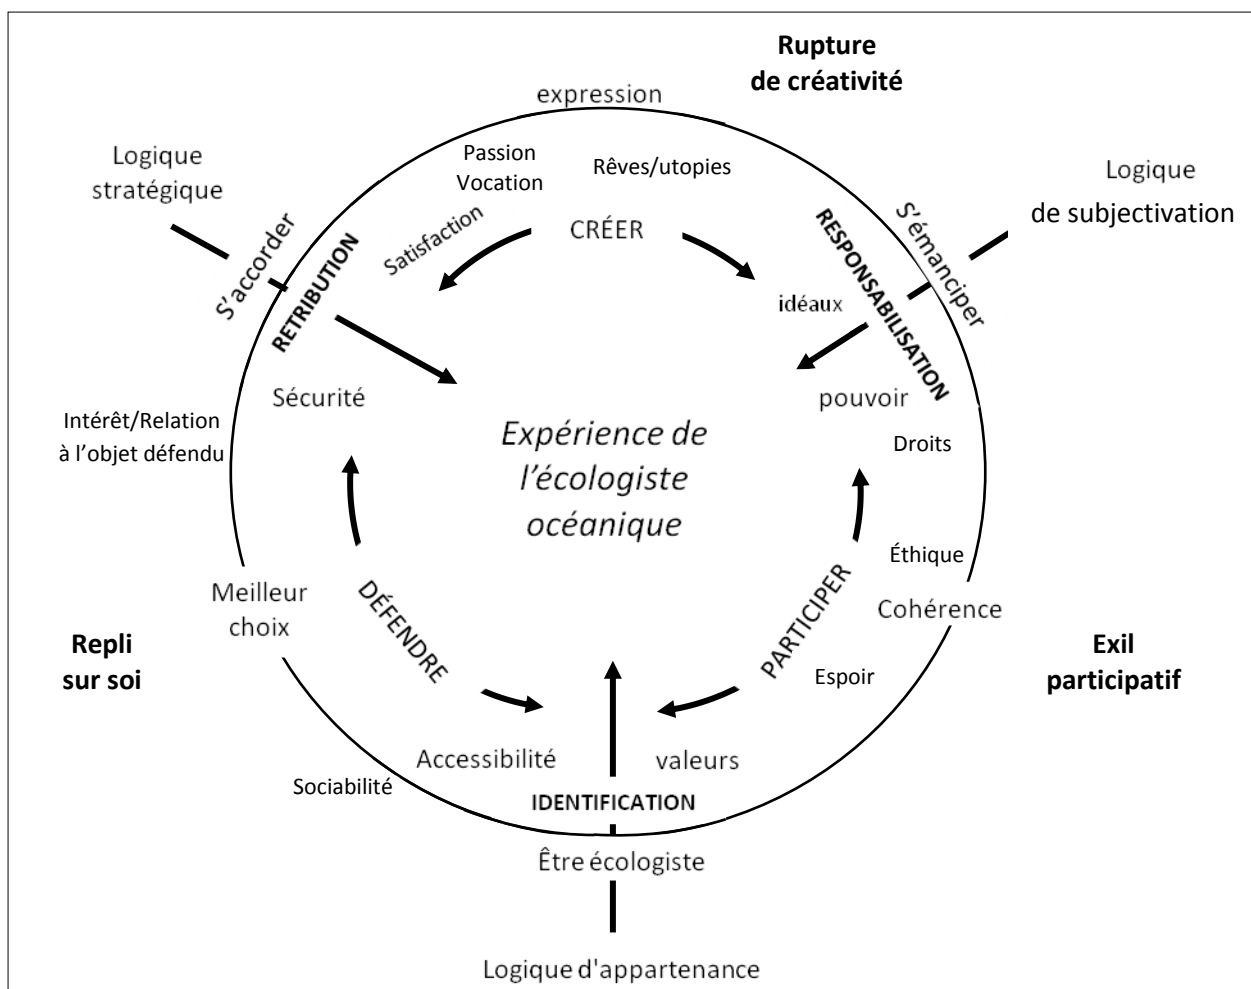 Rupture
de créativité
expression
Logique
stratégique
Passion
Vocation
Rêves/utopies
Logique
de subjectivation
S'accorder
RETRIBUTION
Satisfaction
CRÉER
RESPONSABILISATION
S'émanciper
idéaux
Sécurité
pouvoir
Intérêt/Relation
à l'objet défendu
Droits
Expérience de
l'écologiste
océanique
Éthique
Meilleur
choix
DÉFENDRE
PARTICIPER
Cohérence
Repli
sur soi
Exil
participatif
Espoir
Accessibilité
valeurs
Sociabilité
IDENTIFICATION
Être écologiste
Logique d'appartenance